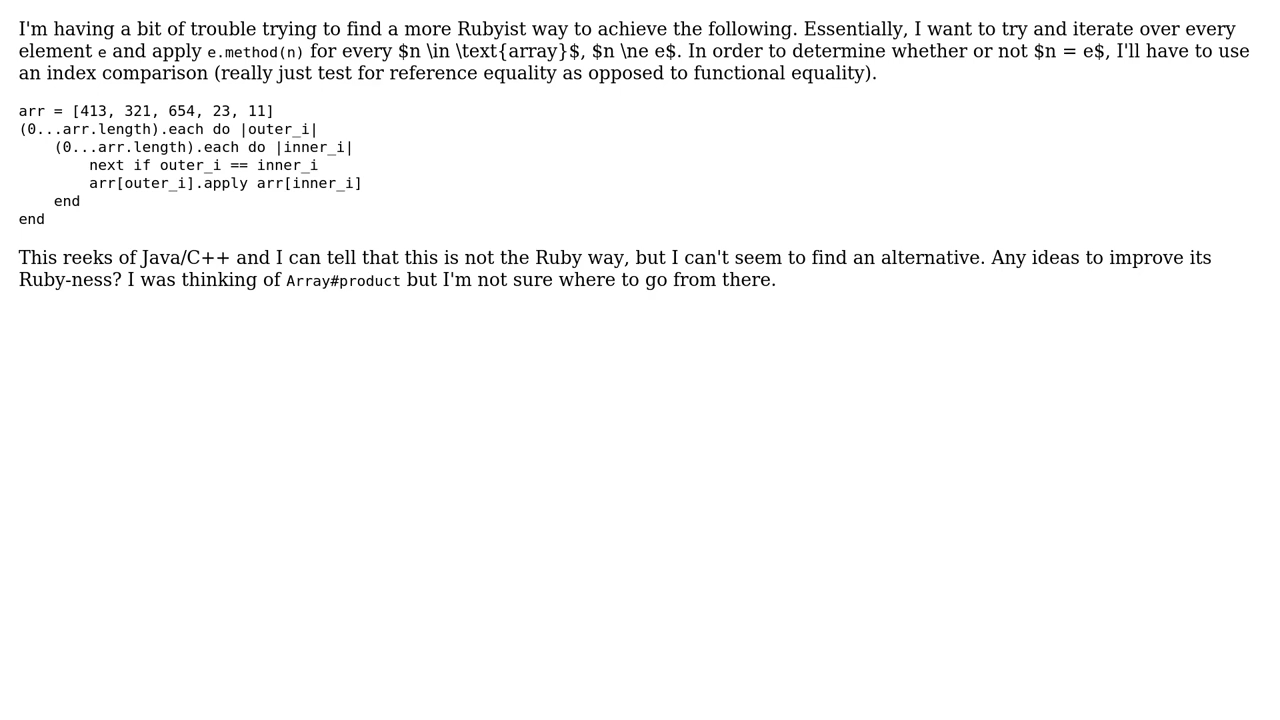 I'm having a bit of trouble trying to find a more Rubyist way to achieve the following. Essentially, I want to try and iterate over every
element e and apply e.method(n) for every $n \in \text{array}$, $n \ne e$. In order to determine whether or not $n = e$, I'll have to use
an index comparison (really just test for reference equality as opposed to functional equality).
arr = [413, 321, 654, 23, 11]
(0...arr.length).each do |outer_i|
    (0...arr.length).each do |inner_i|
        next if outer_i == inner_i
        arr[outer_i].apply arr[inner_i]
    end
end
This reeks of Java/C++ and I can tell that this is not the Ruby way, but I can't seem to find an alternative. Any ideas to improve its
Ruby-ness? I was thinking of Array#product but I'm not sure where to go from there.